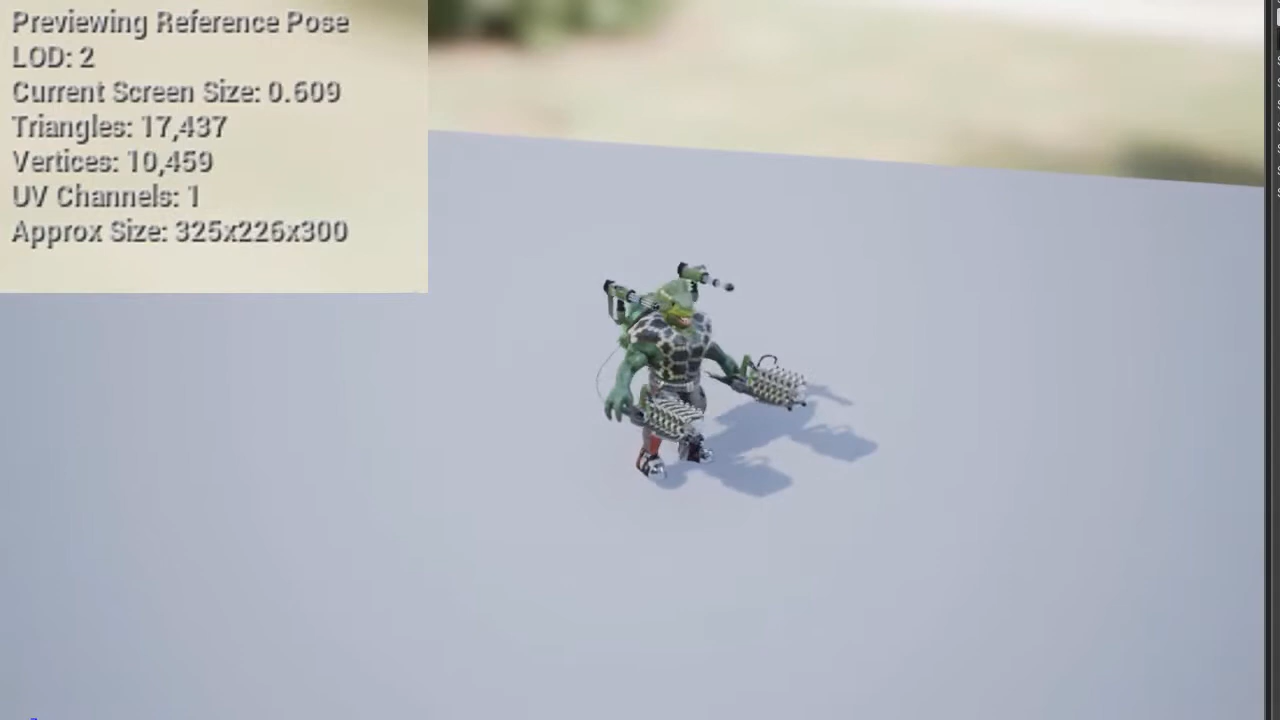 Previewing Reference Pose
LOD: 2
Current Screen Size: 0.609
Triangles: 17,437
Vertices: 10,459
UV Channels: 1
Approx Size: 325x226x300